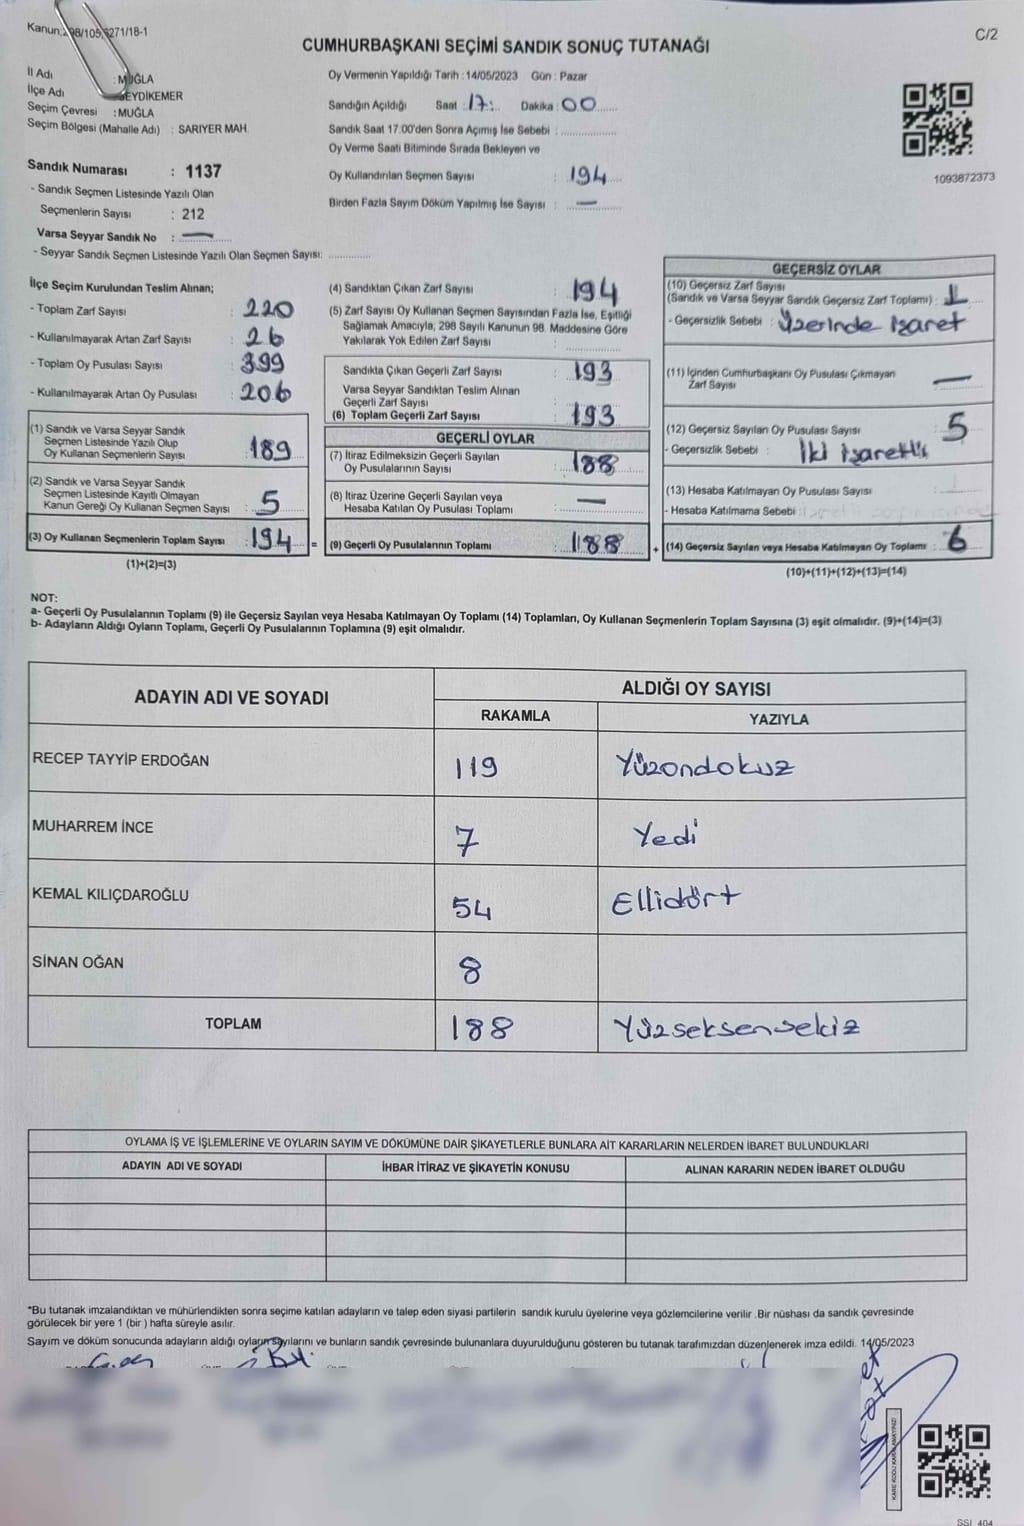 Kanun:298/105,6271/18-1
C/2
CUMHURBAŞKANI SEÇİMİ SANDIK SONUÇ TUTANAĞI
İl Adı : MUĞLA
İlçe Adı SEYDİKEMER
Seçim Çevresi : MUĞLA
Seçim Bölgesi (Mahalle Adı) : SARIYER MAH.
Sandık Numarası : 1137
- Sandık Seçmen Listesinde Yazılı Olan
Seçmenlerin Sayısı : 212
Varsa Seyyar Sandık No : —
- Seyyar Sandık Seçmen Listesinde Yazılı Olan Seçmen Sayısı: ..............
Oy Vermenin Yapıldığı Tarih : 14/05/2023 Gün : Pazar
Sandığın Açıldığı Saat : 17: Dakika : 00
Sandık Saat 17.00'den Sonra Açımış İse Sebebi : ..............
Oy Verme Saati Bitiminde Sırada Bekleyen ve
Oy Kullandırılan Seçmen Sayısı : 194
Birden Fazla Sayım Döküm Yapılmış İse Sayısı : —
1093872373
İlçe Seçim Kurulundan Teslim Alınan;
- Toplam Zarf Sayısı : 220
- Kullanılmayarak Artan Zarf Sayısı : 26
- Toplam Oy Pusulası Sayısı : 399
- Kullanılmayarak Artan Oy Pusulası : 206
(1) Sandık ve Varsa Seyyar Sandık
Seçmen Listesinde Yazılı Olup
Oy Kullanan Seçmenlerin Sayısı : 189
(2) Sandık ve Varsa Seyyar Sandık
Seçmen Listesinde Kayıtlı Olmayan
Kanun Gereği Oy Kullanan Seçmen Sayısı : 5
(3) Oy Kullanan Seçmenlerin Toplam Sayısı : 194 =
(1)+(2)=(3)
(4) Sandıktan Çıkan Zarf Sayısı : 194
(5) Zarf Sayısı Oy Kullanan Seçmen Sayısından Fazla İse, Eşitliği
Sağlamak Amacıyla, 298 Sayılı Kanunun 98. Maddesine Göre
Yakılarak Yok Edilen Zarf Sayısı : ..............
Sandıkta Çıkan Geçerli Zarf Sayısı : 193
Varsa Seyyar Sandıktan Teslim Alınan
Geçerli Zarf Sayısı : ..............
(6) Toplam Geçerli Zarf Sayısı : 193
GEÇERLİ OYLAR
(7) İtiraz Edilmeksizin Geçerli Sayılan
Oy Pusulalarının Sayısı : 188
(8) İtiraz Üzerine Geçerli Sayılan veya
Hesaba Katılan Oy Pusulası Toplamı : —
(9) Geçerli Oy Pusulalarının Toplamı : 188 +
GEÇERSİZ OYLAR
(10) Geçersiz Zarf Sayısı
(Sandık ve Varsa Seyyar Sandık Geçersiz Zarf Toplamı) : 1
- Geçersizlik Sebebi : Üzerinde işaret
(11) İçinden Cumhurbaşkanı Oy Pusulası Çıkmayan
Zarf Sayısı —
(12) Geçersiz Sayılan Oy Pusulası Sayısı : 5
- Geçersizlik Sebebi : İki işaretli
(13) Hesaba Katılmayan Oy Pusulası Sayısı :
- Hesaba Katılmama Sebebi :
(14) Geçersiz Sayılan veya Hesaba Katılmayan Oy Toplamı : 6
(10)+(11)+(12)+(13)=(14)
NOT:
a- Geçerli Oy Pusulalarının Toplamı (9) ile Geçersiz Sayılan veya Hesaba Katılmayan Oy Toplamı (14) Toplamları, Oy Kullanan Seçmenlerin Toplam Sayısına (3) eşit olmalıdır. (9)+(14)=(3)
b- Adayların Aldığı Oyların Toplamı, Geçerli Oy Pusulalarının Toplamına (9) eşit olmalıdır.
ADAYIN ADI VE SOYADI ALDIĞI OY SAYISI
RAKAMLA YAZIYLA
RECEP TAYYİP ERDOĞAN 119 Yüzondokuz
MUHARREM İNCE 7 Yedi
KEMAL KILIÇDAROĞLU 54 Ellidört
SİNAN OĞAN 8
TOPLAM 188 Yüzseksensekiz
OYLAMA İŞ VE İŞLEMLERİNE VE OYLARIN SAYIM VE DÖKÜMÜNE DAİR ŞİKAYETLERLE BUNLARA AİT KARARLARIN NELERDEN İBARET BULUNDUKLARI
ADAYIN ADI VE SOYADI İHBAR İTİRAZ VE ŞİKAYETİN KONUSU ALINAN KARARIN NEDEN İBARET OLDUĞU
*Bu tutanak imzalandıktan ve mühürlendikten sonra seçime katılan adayların ve talep eden siyasi partilerin sandık kurulu üyelerine veya gözlemcilerine verilir .Bir nüshası da sandık çevresinde
görülecek bir yere 1 (bir ) hafta süreyle asılır.
Sayım ve döküm sonucunda adayların aldığı oyların sayılarını ve bunların sandık çevresinde bulunanlara duyurulduğunu gösteren bu tutanak tarafımızdan düzenlenerek imza edildi. 14/05/2023
KARE KODU KARALAMAYINIZ!
SSI 404